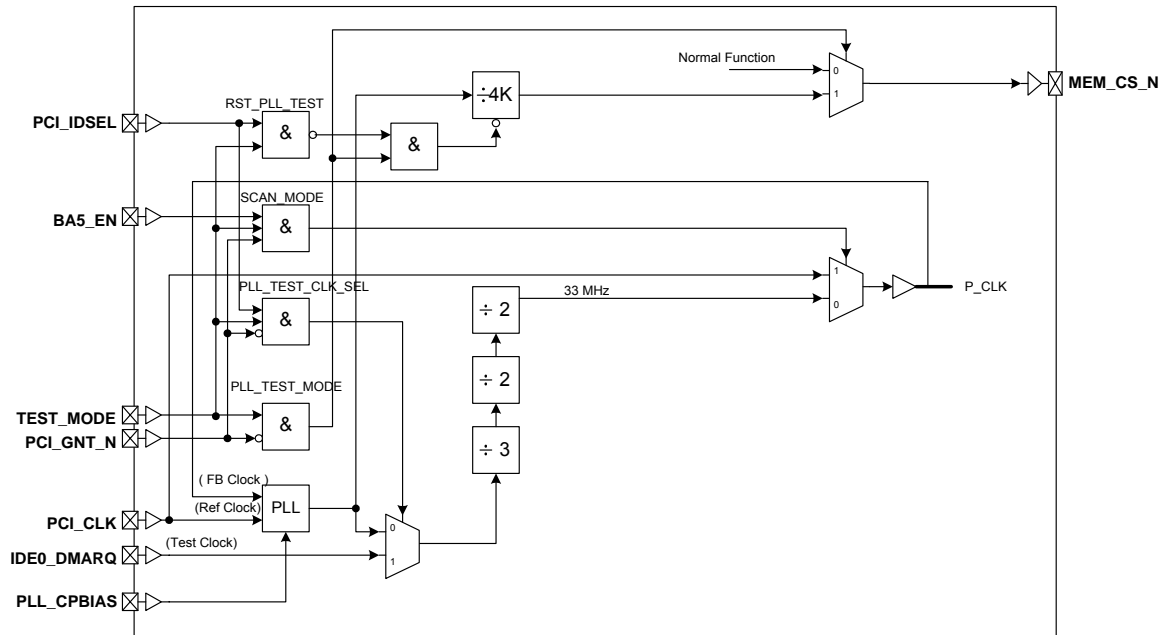 Normal Function
0
1
MEM_CS_N
÷4K
RST_PLL_TEST
PCI_IDSEL
&
&
SCAN_MODE
BA5_EN
&
1
0
P_CLK
PLL_TEST_CLK_SEL
33 MHz
÷ 2
&
÷ 2
PLL_TEST_MODE
TEST_MODE
&
PCI_GNT_N
÷ 3
( FB Clock )
(Ref Clock)
PLL
PCI_CLK
0
1
(Test Clock)
IDE0_DMARQ
PLL_CPBIAS